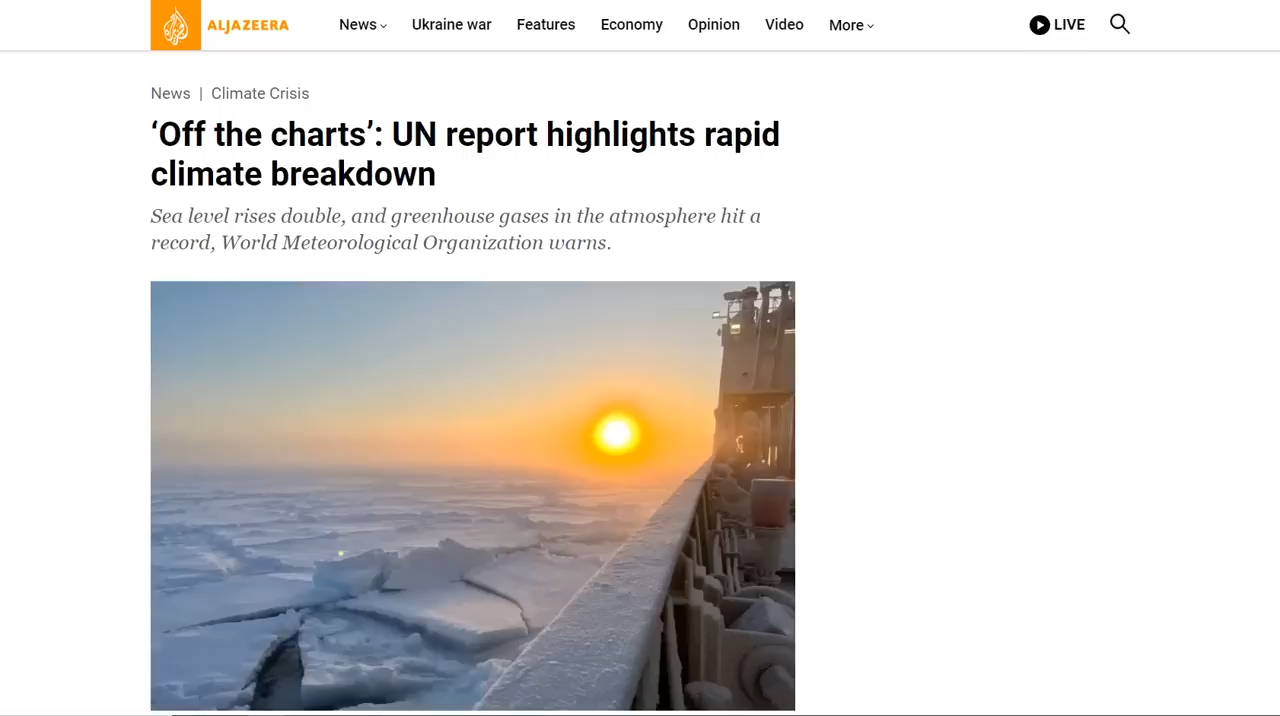 ALJAZEERA News Ukraine war Features Economy Opinion Video More LIVE
News | Climate Crisis
‘Off the charts’: UN report highlights rapid
climate breakdown
Sea level rises double, and greenhouse gases in the atmosphere hit a
record, World Meteorological Organization warns.